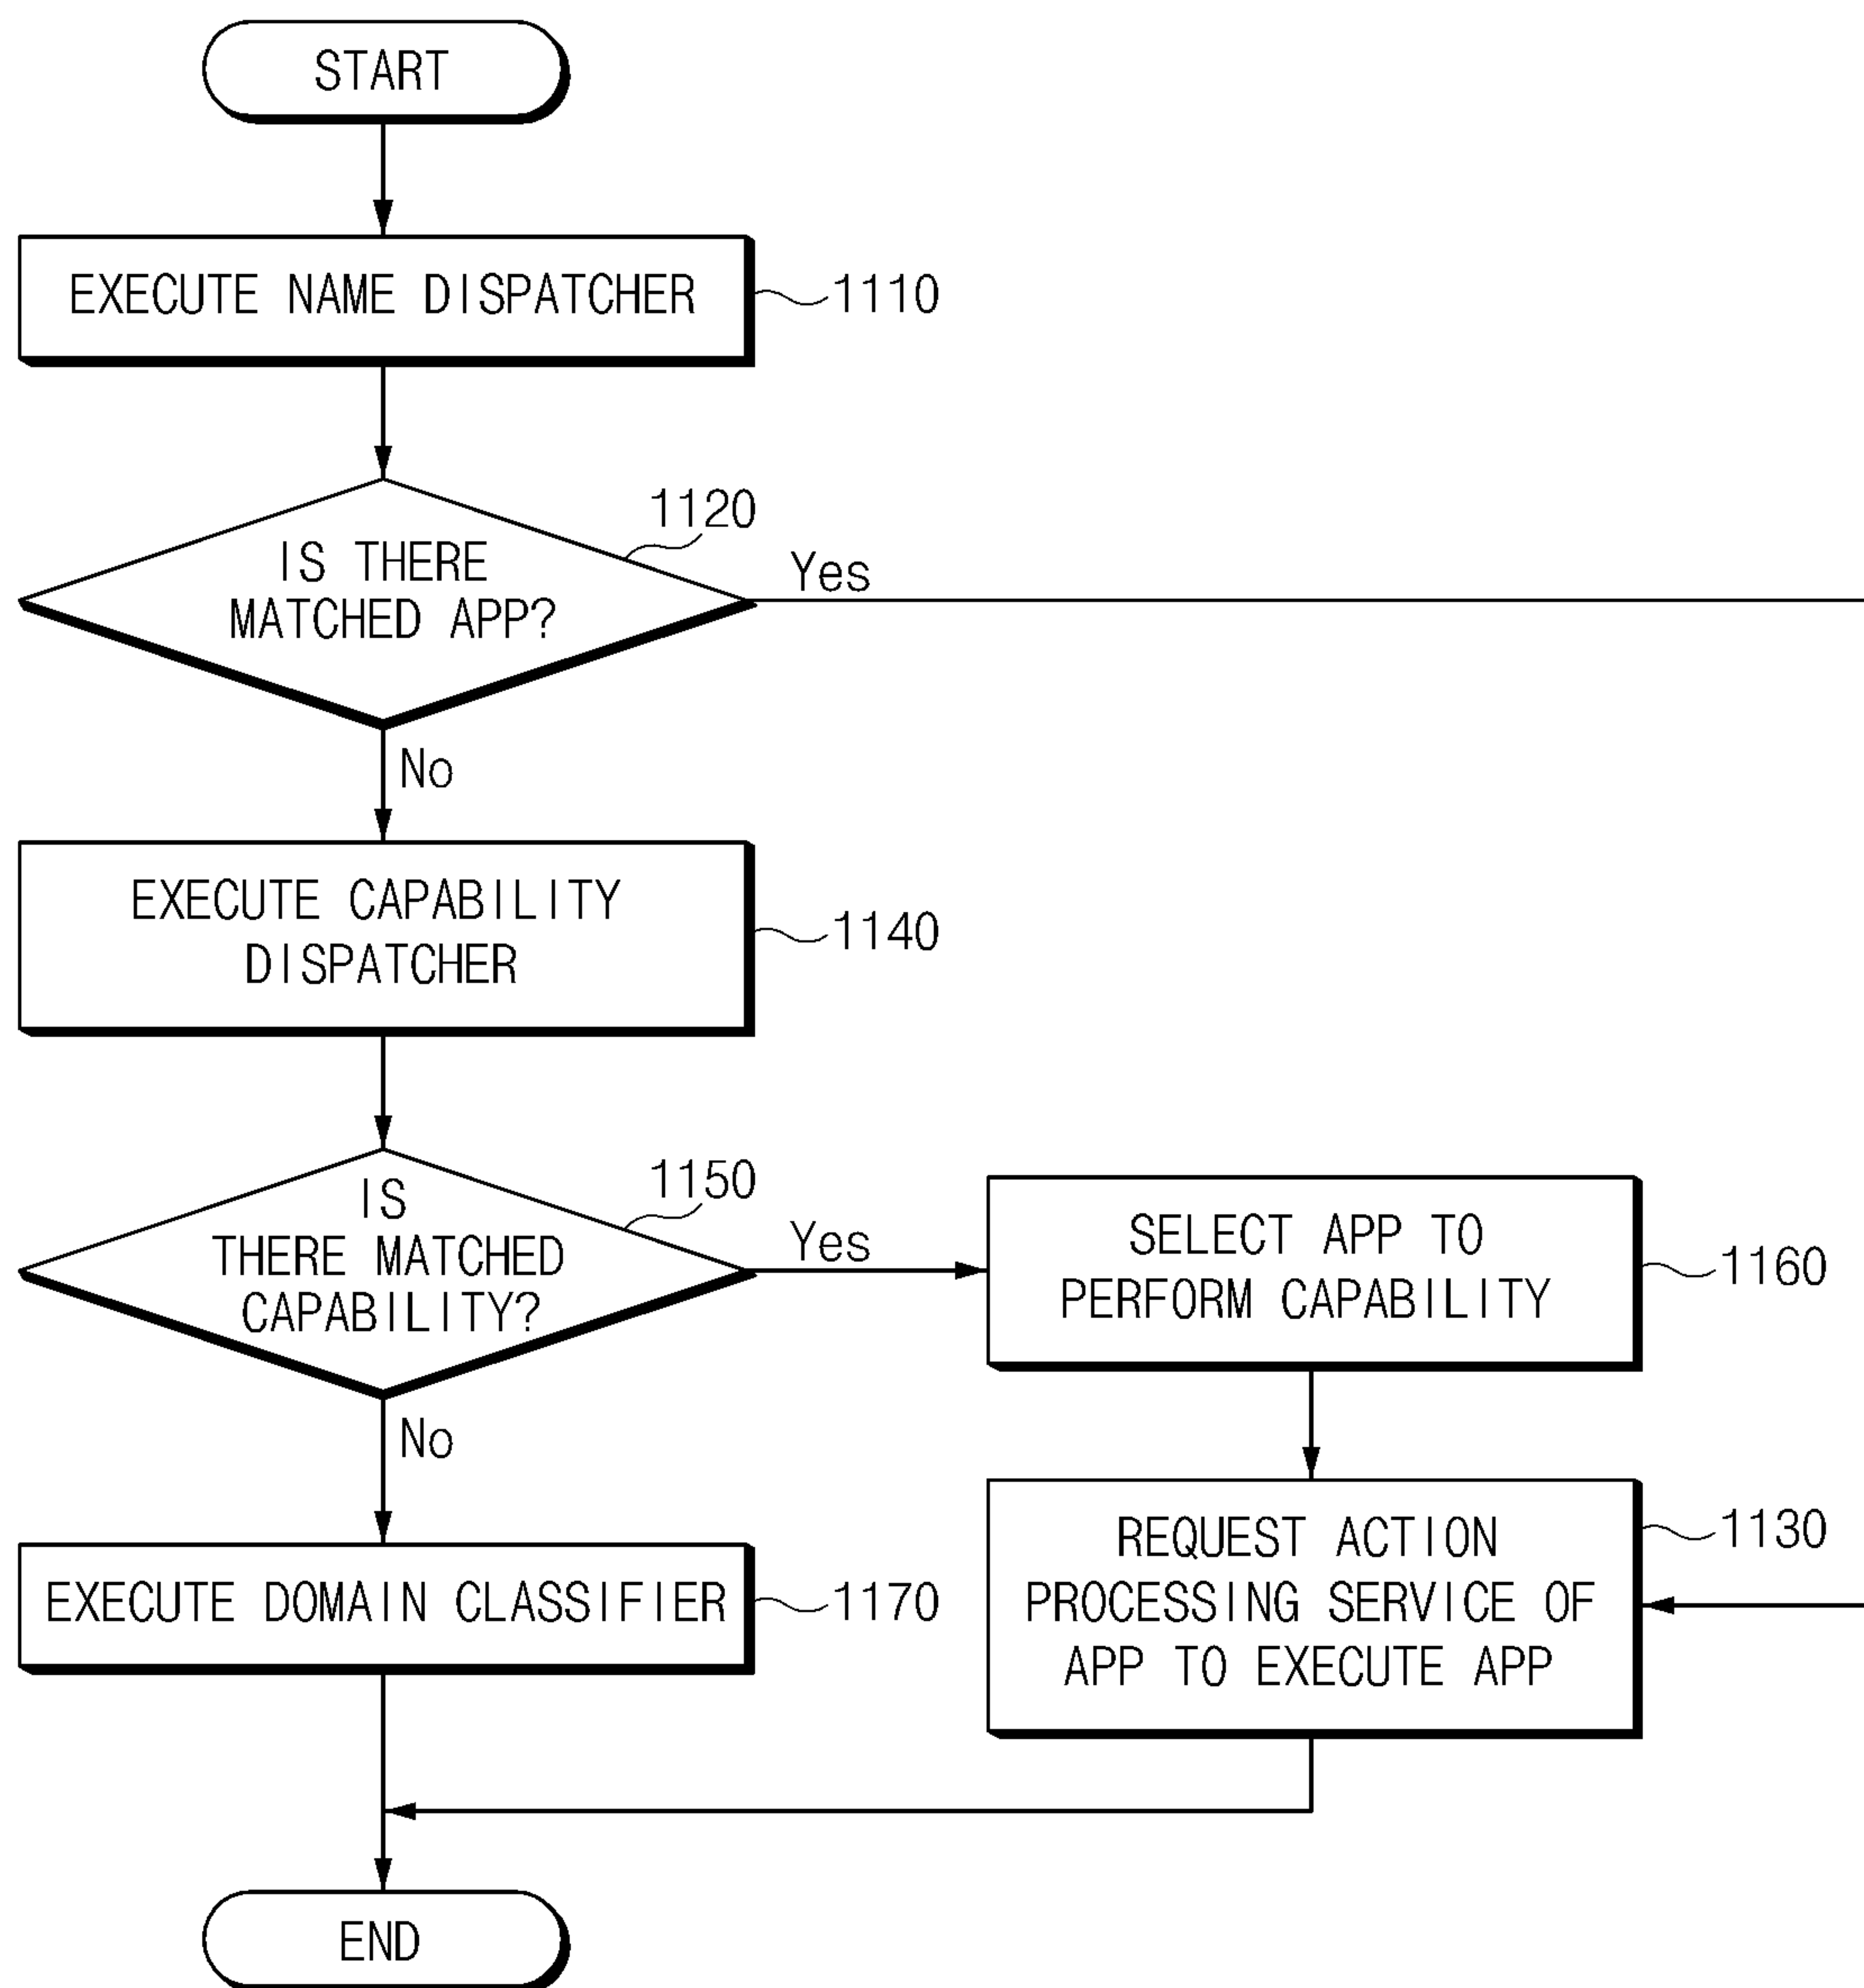 START
EXECUTE NAME DISPATCHER
1110
1120
IS THERE
MATCHED APP?
Yes
No
EXECUTE CAPABILITY
DISPATCHER
1140
1150
IS
THERE MATCHED
CAPABILITY?
Yes
SELECT APP TO
PERFORM CAPABILITY
1160
No
REQUEST ACTION
PROCESSING SERVICE OF
APP TO EXECUTE APP
1130
EXECUTE DOMAIN CLASSIFIER
1170
END